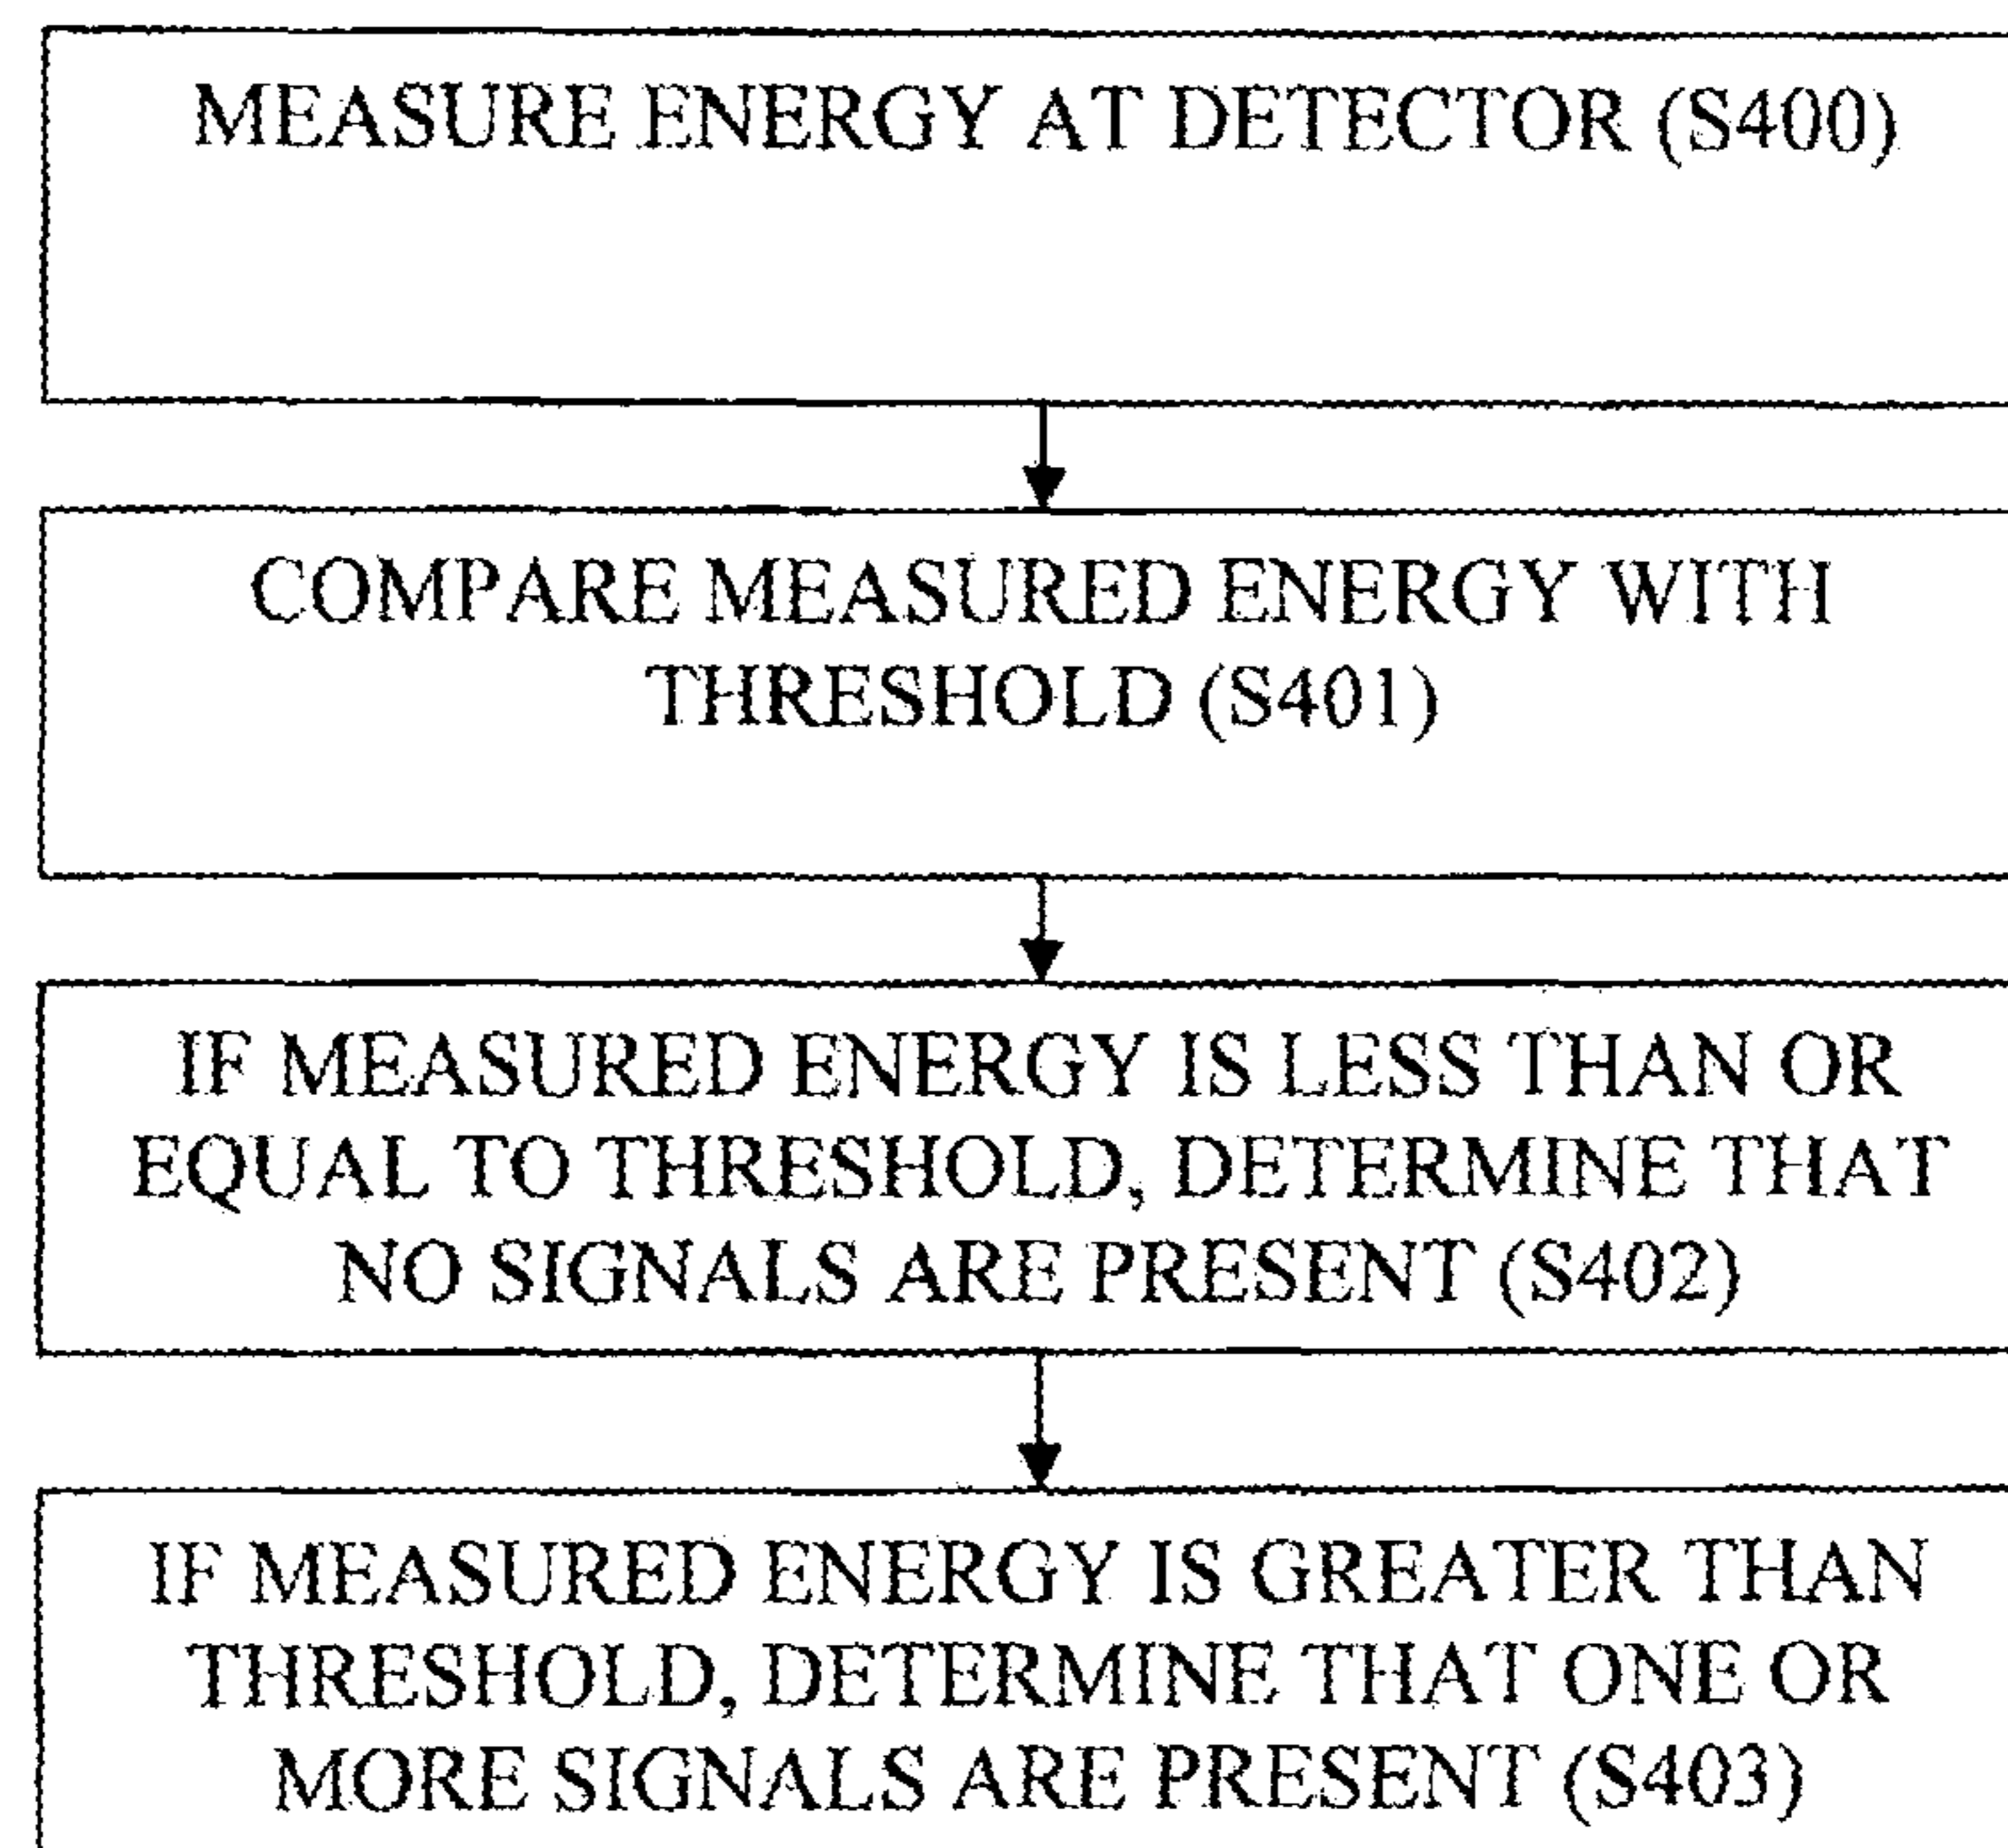 MEASURE ENERGY AT DETECTOR (S400)
COMPARE MEASURED ENERGY WITH
THRESHOLD (S401)
IF MEASURED ENERGY IS LESS THAN OR
EQUAL TO THRESHOLD, DETERMINE THAT
NO SIGNALS ARE PRESENT (S402)
IF MEASURED ENERGY IS GREATER THAN
THRESHOLD, DETERMINE THAT ONE OR
MORE SIGNALS ARE PRESENT (S403)